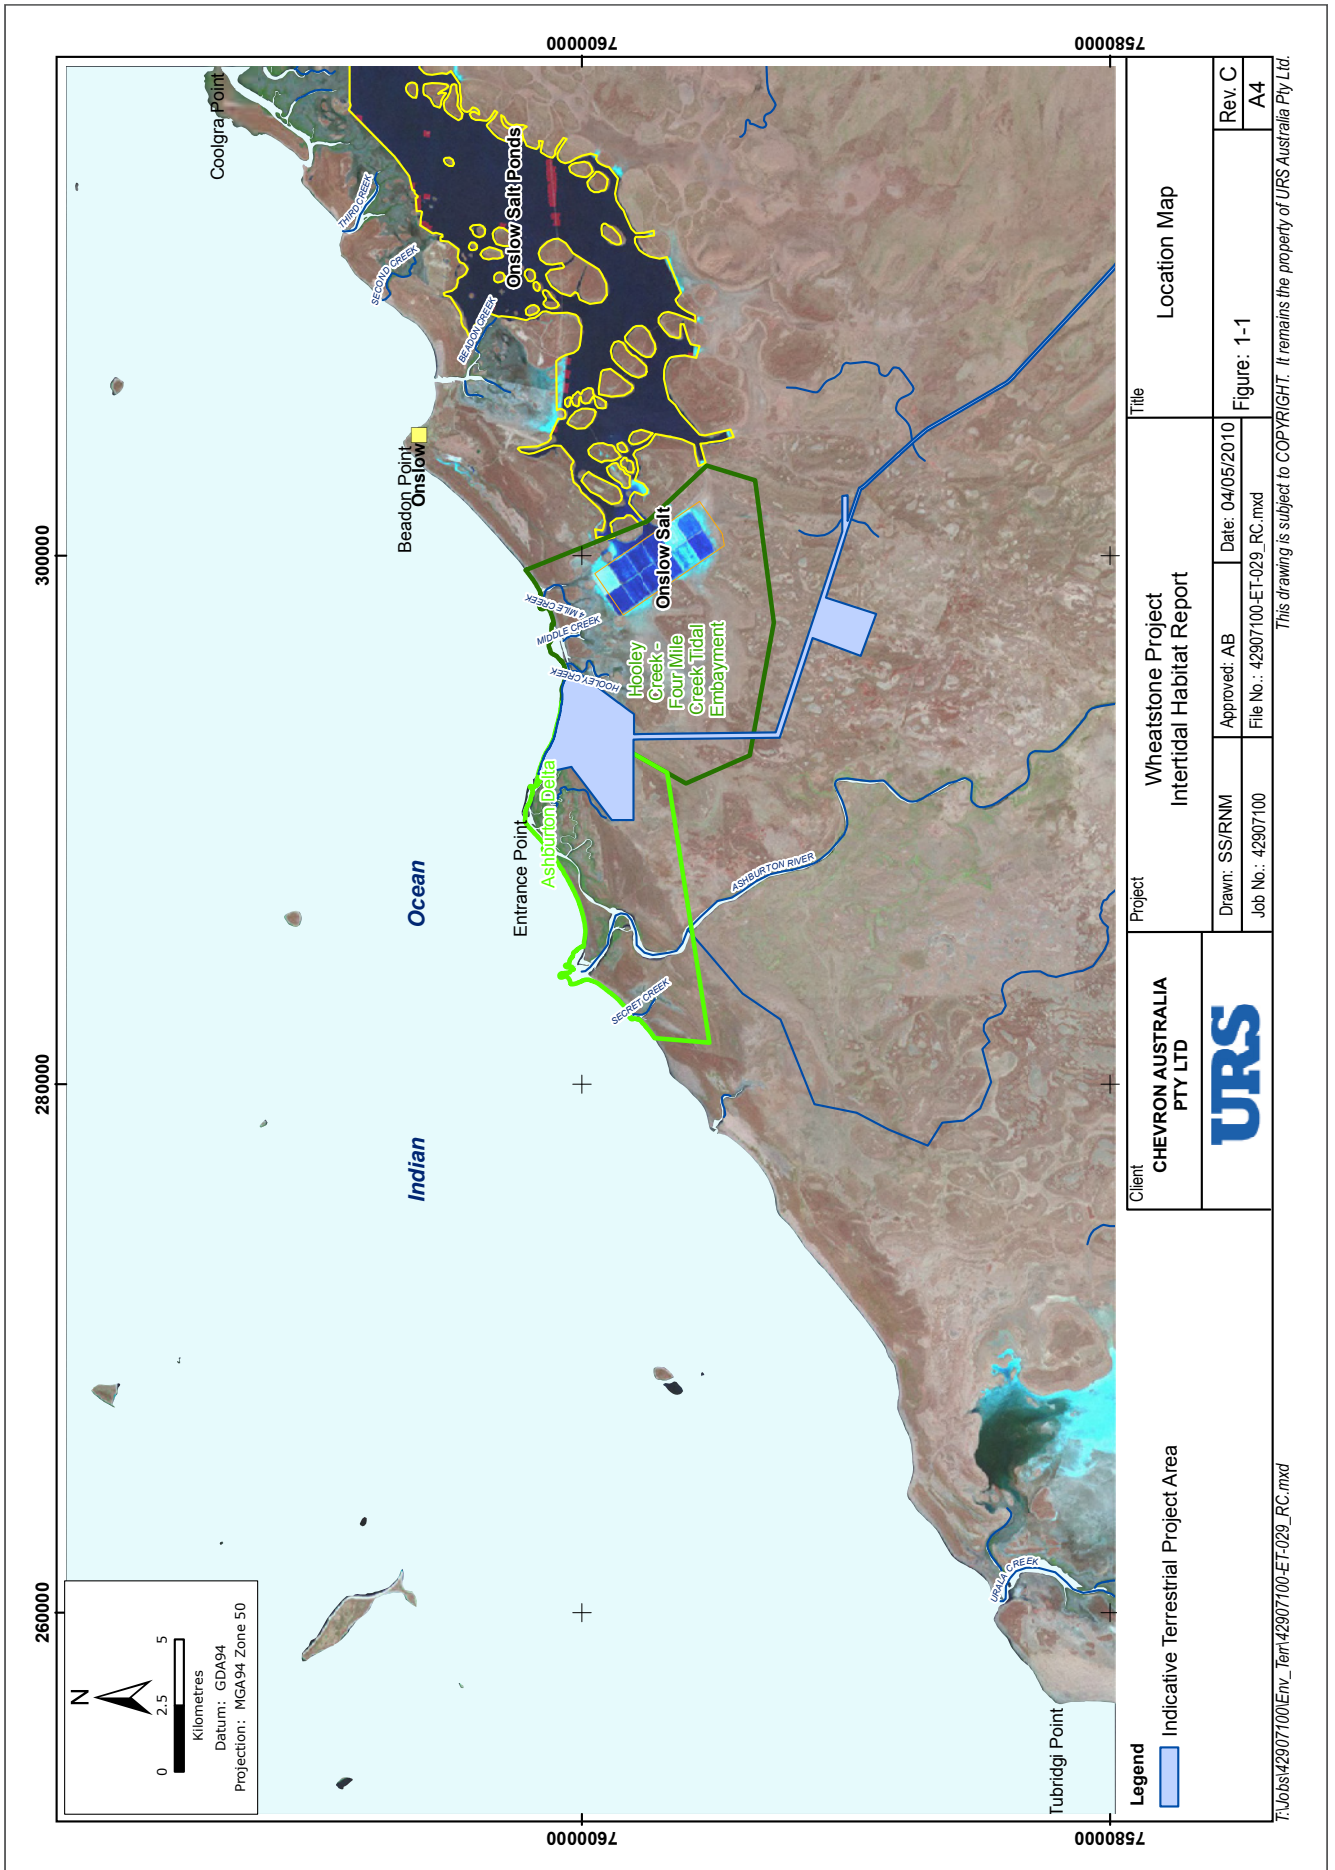 260000
280000
300000
7600000
7580000
7600000
7580000
N
0 2.5 5
Kilometres
Datum: GDA94
Projection: MGA94 Zone 50
Indian
Ocean
Coolgra Point
THIRD CREEK
SECOND CREEK
BEADON CREEK
Onslow Salt Ponds
Beadon Point
Onslow
4 MILE CREEK
MIDDLE CREEK
HOOLEY CREEK
Onslow Salt
Hooley
Creek -
Four Mile
Creek Tidal
Embayment
Entrance Point
Ashburton Delta
ASHBURTON RIVER
SECRET CREEK
URALA CREEK
Tubridgi Point
Legend
Indicative Terrestrial Project Area
Client
CHEVRON AUSTRALIA
PTY LTD
URS
Project
Wheatstone Project
Intertidal Habitat Report
Drawn: SS/RNM
Approved: AB
Date: 04/05/2010
Job No.: 42907100
File No.: 42907100-ET-029_RC.mxd
Title
Location Map
Figure: 1-1
Rev. C
A4
T:\Jobs\42907100\Env_Terr\42907100-ET-029_RC.mxd
This drawing is subject to COPYRIGHT. It remains the property of URS Australia Pty Ltd.